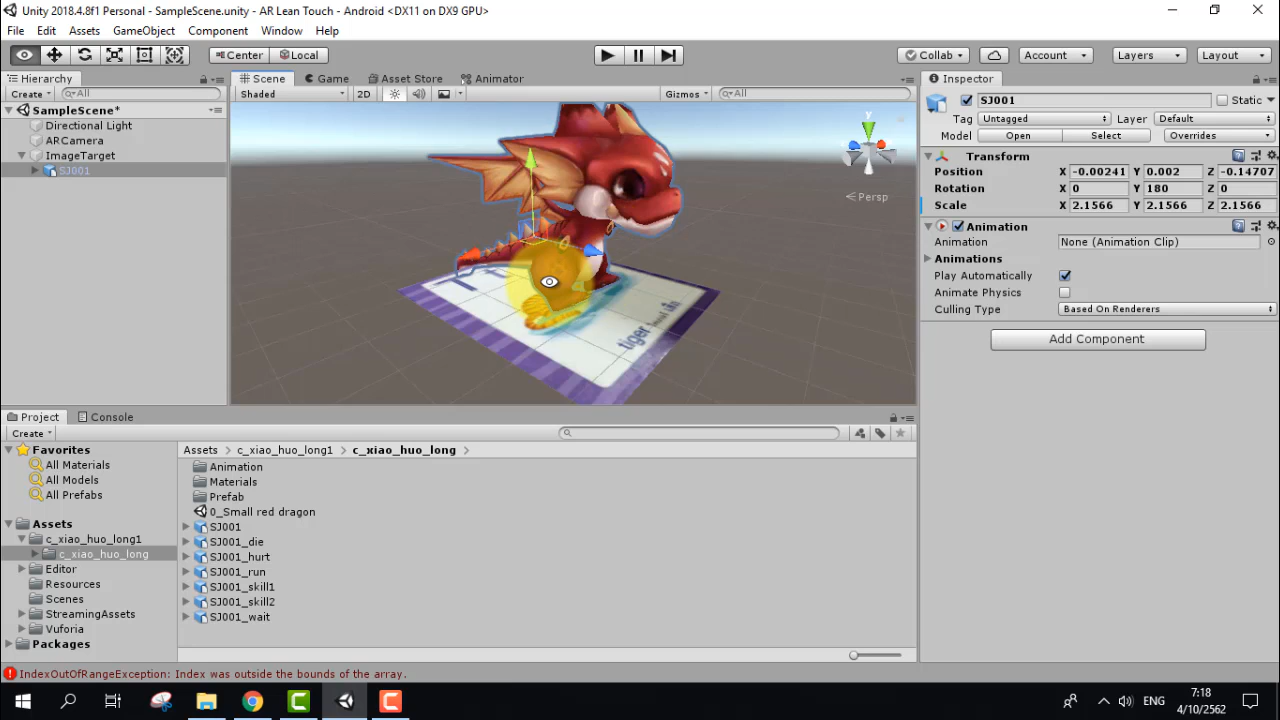 Unity 2018.4.8f1 Personal - SampleScene.unity - AR Lean Touch - Android <DX11 on DX9 GPU>
File Edit Assets GameObject Component Window Help
Center Local Collab Account Layers Layout
Hierarchy Scene Game Asset Store Animator Inspector
Create All Shaded 2D Gizmos All
SJ001 Static
SampleScene*
Directional Light
ARCamera
ImageTarget
SJ001
y
Persp
tiger
Tag Untagged Layer Default
Model Open Select Overrides
Transform
Position X -0.00241 Y 0.002 Z -0.14707
Rotation X 0 Y 180 Z 0
Scale X 2.1566 Y 2.1566 Z 2.1566
Animation
Animation None (Animation Clip)
Animations
Play Automatically
Animate Physics
Culling Type Based On Renderers
Add Component
Project Console
Create
Favorites
All Materials
All Models
All Prefabs
Assets
c_xiao_huo_long1
c_xiao_huo_long
Editor
Resources
Scenes
StreamingAssets
Vuforia
Packages
Assets c_xiao_huo_long1 c_xiao_huo_long
Animation
Materials
Prefab
0_Small red dragon
SJ001
SJ001_die
SJ001_hurt
SJ001_run
SJ001_skill1
SJ001_skill2
SJ001_wait
IndexOutOfRangeException: Index was outside the bounds of the array.
ENG
7:18
4/10/2562